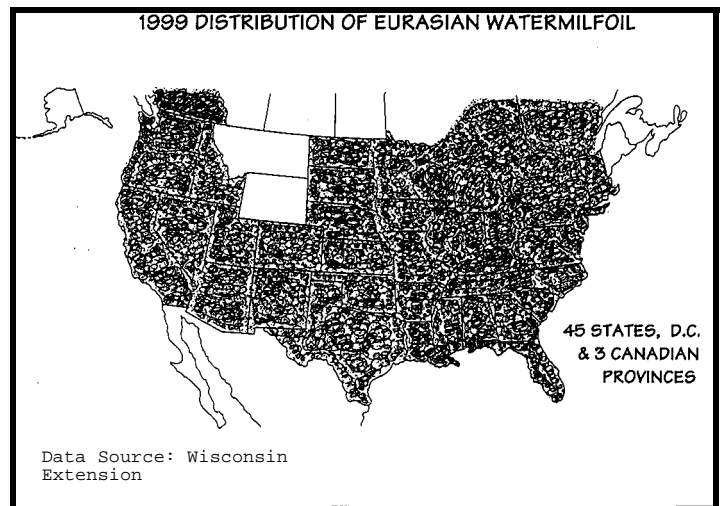 1999 DISTRIBUTION OF EURASIAN WATERMILFOIL
45 STATES, D.C.
& 3 CANADIAN
PROVINCES
Data Source: Wisconsin
Extension